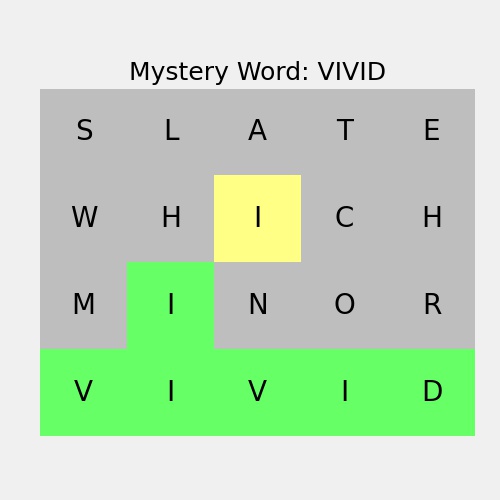 Mystery Word: VIVID
S L A T E
W H I C H
M I N O R
V I V I D